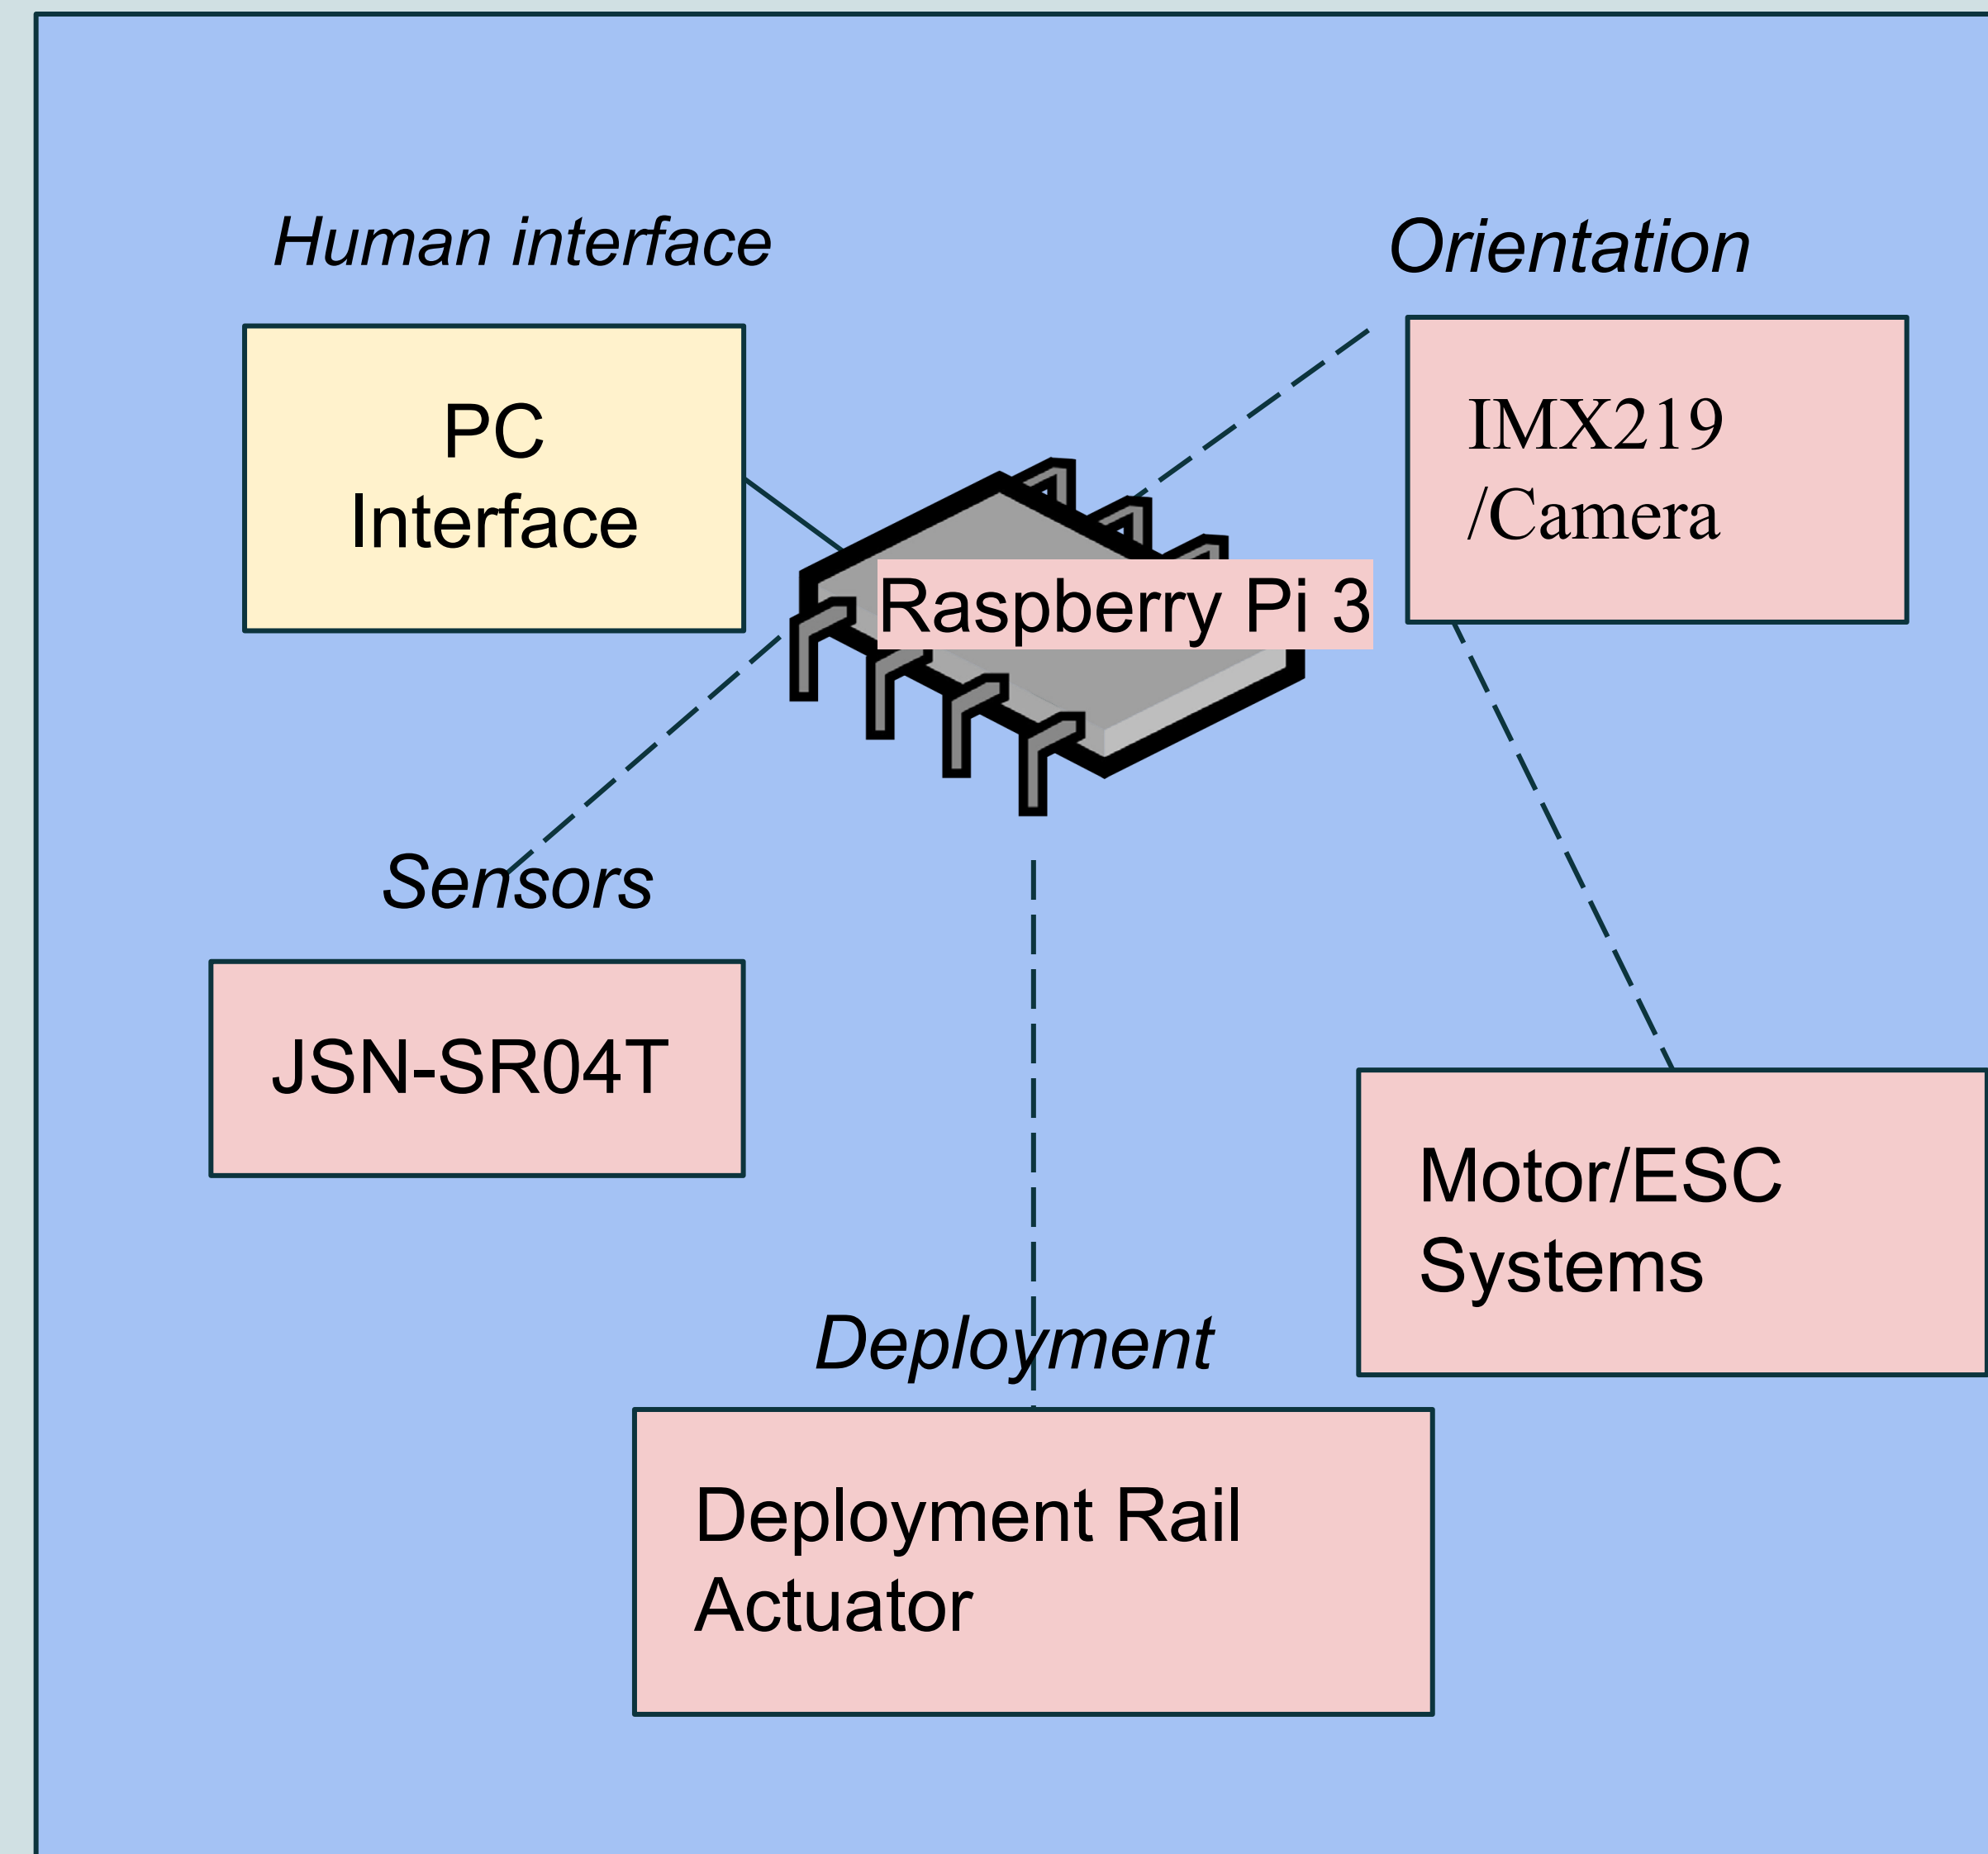 Human interface
Orientation
PC
Interface
IMX219
/Camera
Raspberry Pi 3
Sensors
JSN-SR04T
Motor/ESC
Systems
Deployment
Deployment Rail
Actuator